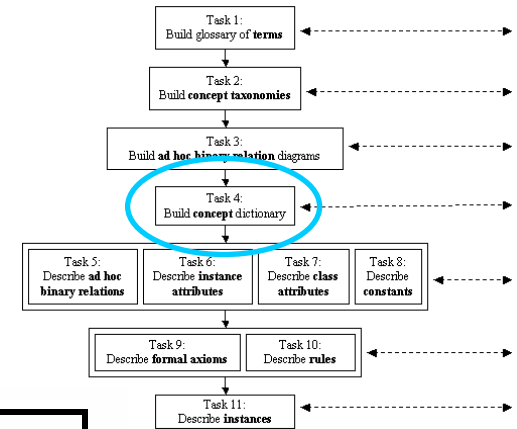 Task 1:
Build glossary of terms
Task 2:
Build concept taxonomies
Task 3:
Build ad hoc binary relation diagrams
Task 4:
Build concept dictionary
Task 5:
Describe ad hoc
binary relations
Task 6:
Describe instance
attributes
Task 7:
Describe class
attributes
Task 8:
Describe
constants
Task 9:
Describe formal axioms
Task 10:
Describe rules
Task 11:
Describe instances